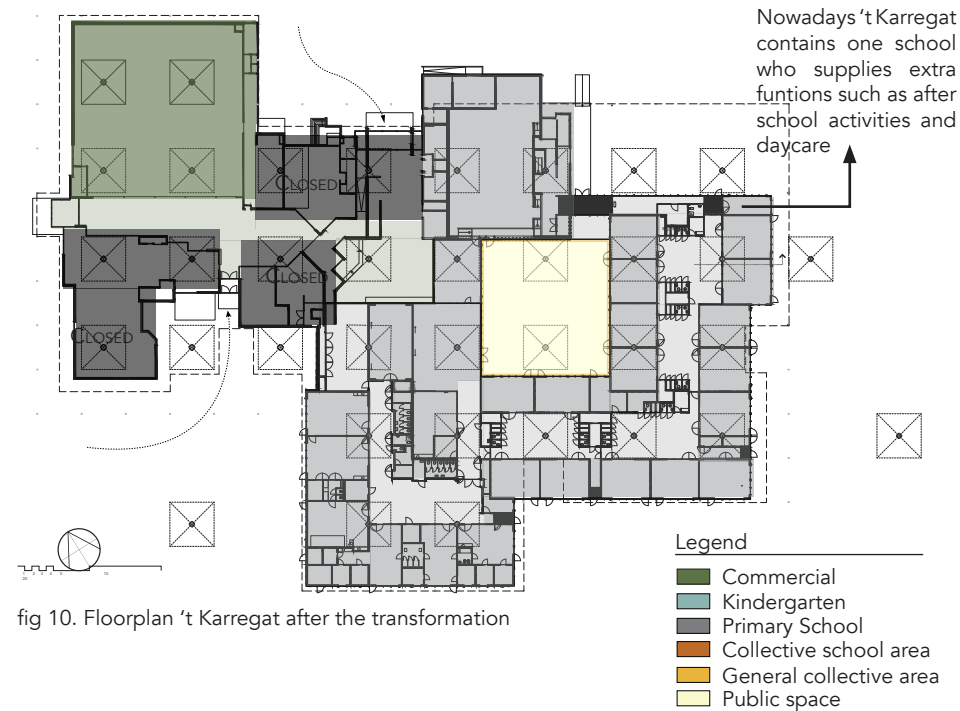 Nowadays ‘t Karregat
contains one school
who supplies extra
funtions such as after
school activities and
daycare
CLOSED
CLOSED
CLOSED
fig 10. Floorplan ‘t Karregat after the transformation
Legend
Commercial
Kindergarten
Primary School
Collective school area
General collective area
Public space